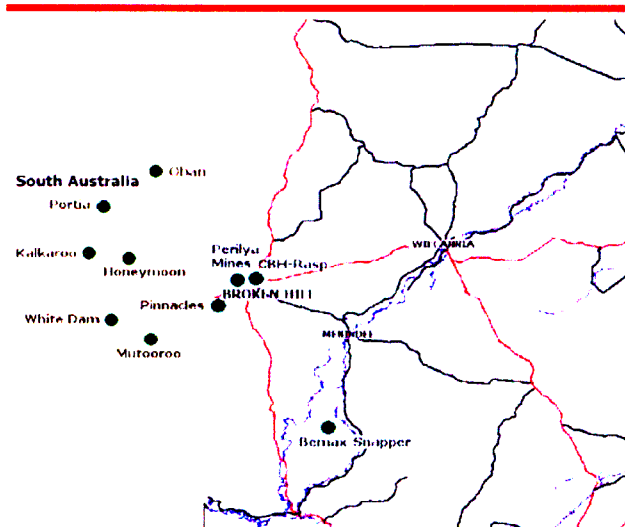 Oban
South Australia
Portia
Kalkaroo
Honeymoon
Perilya
Mines CBH-Rasp
WILCANNIA
BROKEN HILL
Pinnacles
White Dam
Mutooroo
MENINDEE
Bemax Snapper